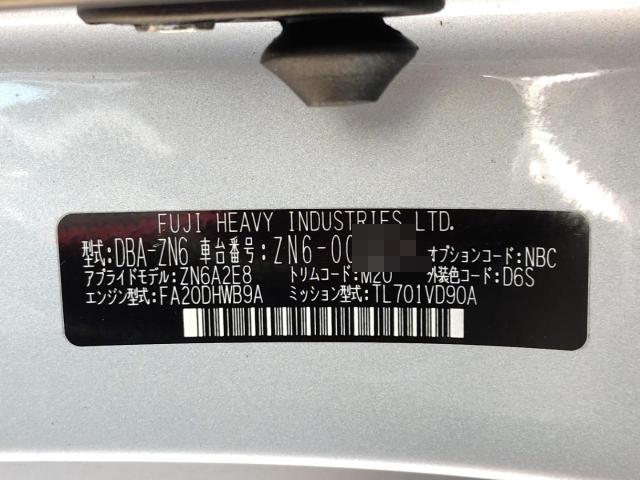 FUJI HEAVY INDUSTRIES LTD.
型式:DBA-ZN6 車台番号:ZN6-00 オプションコード:NBC
アプライドモデル:ZN6A2E8 トリムコード:M20 外装色コード:D6S
エンジン型式:FA20DHWB9A ミッション型式:TL701VD90A